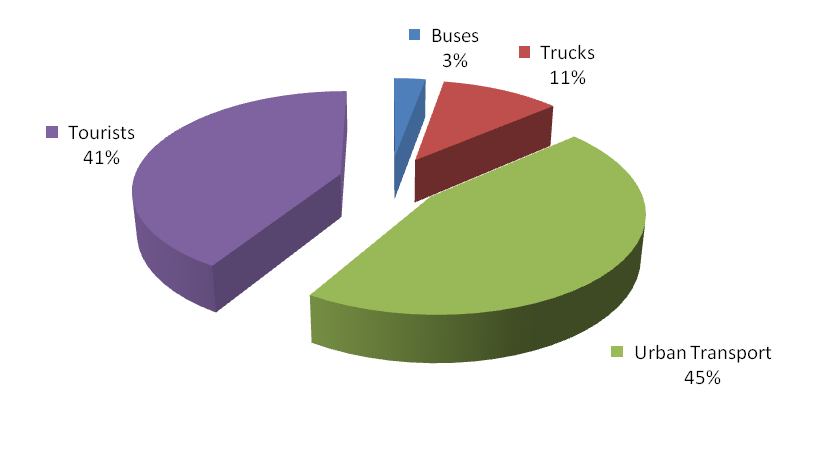 Buses
3%
Trucks
11%
Tourists
41%
Urban Transport
45%